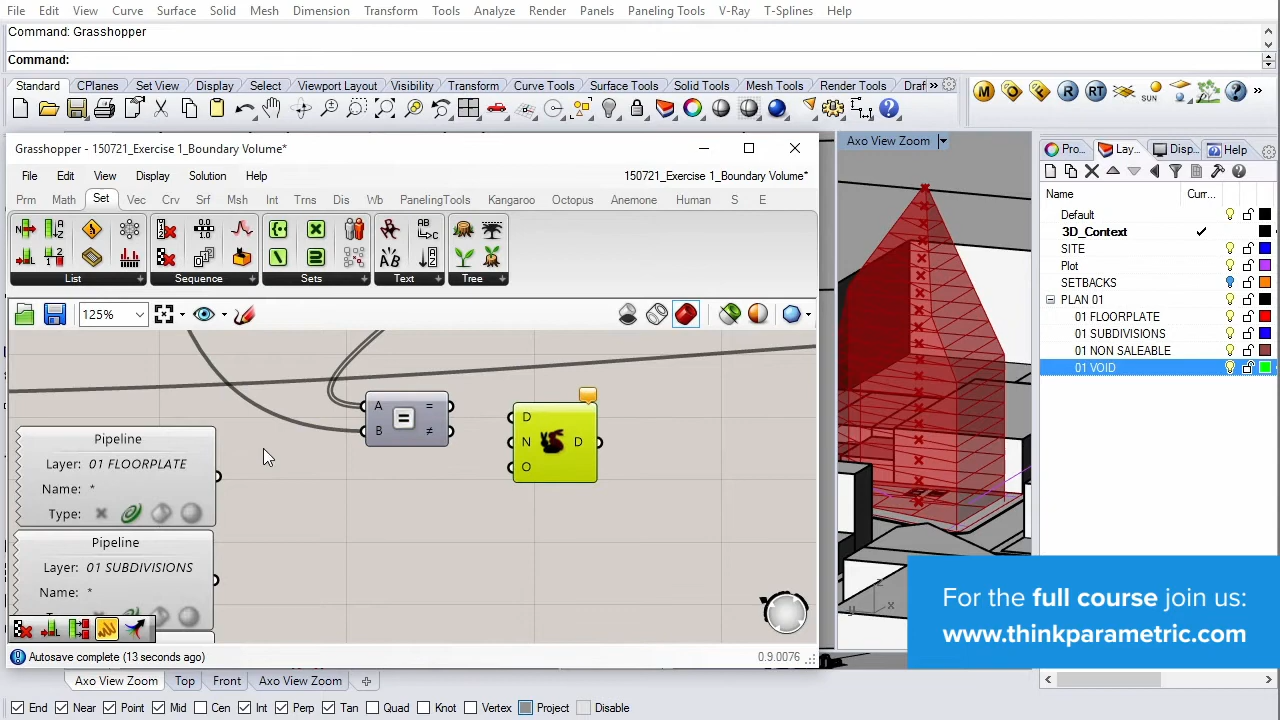 File Edit View Curve Surface Solid Mesh Dimension Transform Tools Analyze Render Panels Paneling Tools V-Ray T-Splines Help
Command: Grasshopper
Command:
Standard CPlanes Set View Display Select Viewport Layout Visibility Transform Curve Tools Surface Tools Solid Tools Mesh Tools Render Tools Draf »
SUN
Grasshopper - 150721_Exercise 1_Boundary Volume*
File Edit View Display Solution Help
150721_Exercise 1_Boundary Volume*
Prm Math Set Vec Crv Srf Msh Int Trns Dis Wb PanelingTools Kangaroo Octopus Anemone Human S E
List Sequence Sets Text Tree
125%
A = B ≠
D N O D
Pipeline
Layer: 01 FLOORPLATE
Name: *
Type:
Pipeline
Layer: 01 SUBDIVISIONS
Name: *
Autosave complete (13 seconds ago)
0.9.0076
Axo View Zoom
Pro... Lay... Disp... Help
Name Curr...
Default
3D_Context
SITE
Plot
SETBACKS
PLAN 01
01 FLOORPLATE
01 SUBDIVISIONS
01 NON SALEABLE
01 VOID
For the full course join us:
www.thinkparametric.com
Axo View Zoom Top Front Axo View Zoom
End Near Point Mid Cen Int Perp Tan Quad Knot Vertex Project Disable